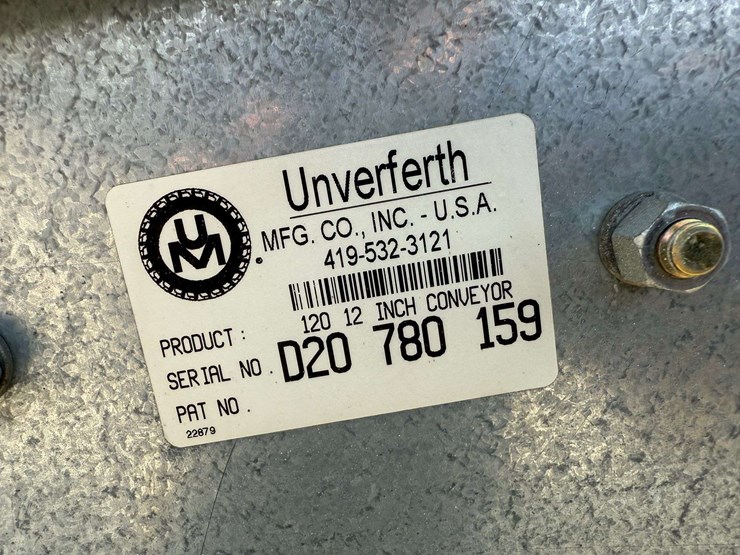 Unverferth
MFG. CO., INC. - U.S.A.
419-532-3121
UM
PRODUCT: 120 12 INCH CONVEYOR
SERIAL NO. D20 780 159
PAT NO.
22879